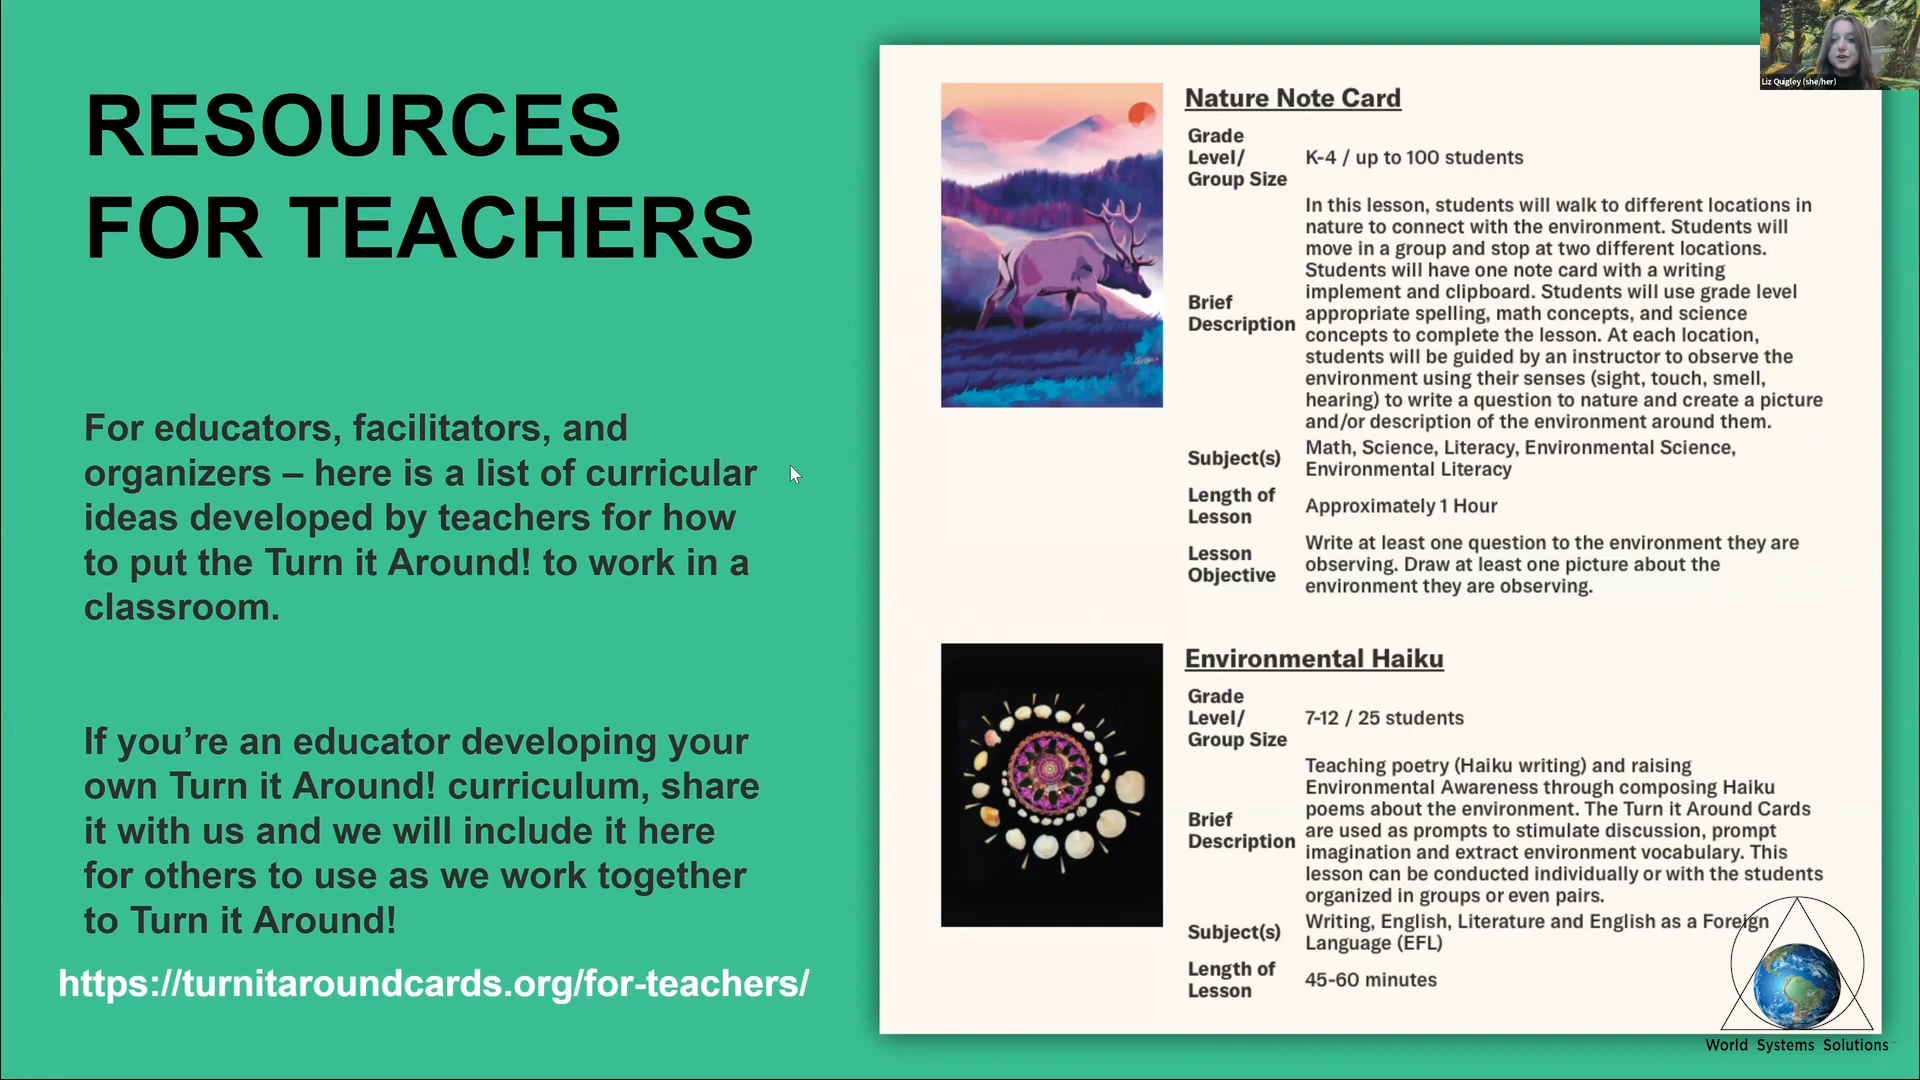 RESOURCES
FOR TEACHERS
For educators, facilitators, and
organizers – here is a list of curricular
ideas developed by teachers for how
to put the Turn it Around! to work in a
classroom.
If you’re an educator developing your
own Turn it Around! curriculum, share
it with us and we will include it here
for others to use as we work together
to Turn it Around!
https://turnitaroundcards.org/for-teachers/
Nature Note Card
Grade
Level/
Group Size
K-4 / up to 100 students
Brief
Description
In this lesson, students will walk to different locations in
nature to connect with the environment. Students will
move in a group and stop at two different locations.
Students will have one note card with a writing
implement and clipboard. Students will use grade level
appropriate spelling, math concepts, and science
concepts to complete the lesson. At each location,
students will be guided by an instructor to observe the
environment using their senses (sight, touch, smell,
hearing) to write a question to nature and create a picture
and/or description of the environment around them.
Subject(s)
Math, Science, Literacy, Environmental Science,
Environmental Literacy
Length of
Lesson
Approximately 1 Hour
Lesson
Objective
Write at least one question to the environment they are
observing. Draw at least one picture about the
environment they are observing.
Environmental Haiku
Grade
Level/
Group Size
7-12 / 25 students
Brief
Description
Teaching poetry (Haiku writing) and raising
Environmental Awareness through composing Haiku
poems about the environment. The Turn it Around Cards
are used as prompts to stimulate discussion, prompt
imagination and extract environment vocabulary. This
lesson can be conducted individually or with the students
organized in groups or even pairs.
Subject(s)
Writing, English, Literature and English as a Foreign
Language (EFL)
Length of
Lesson
45-60 minutes
Liz Quigley (she/her)
World Systems Solutions